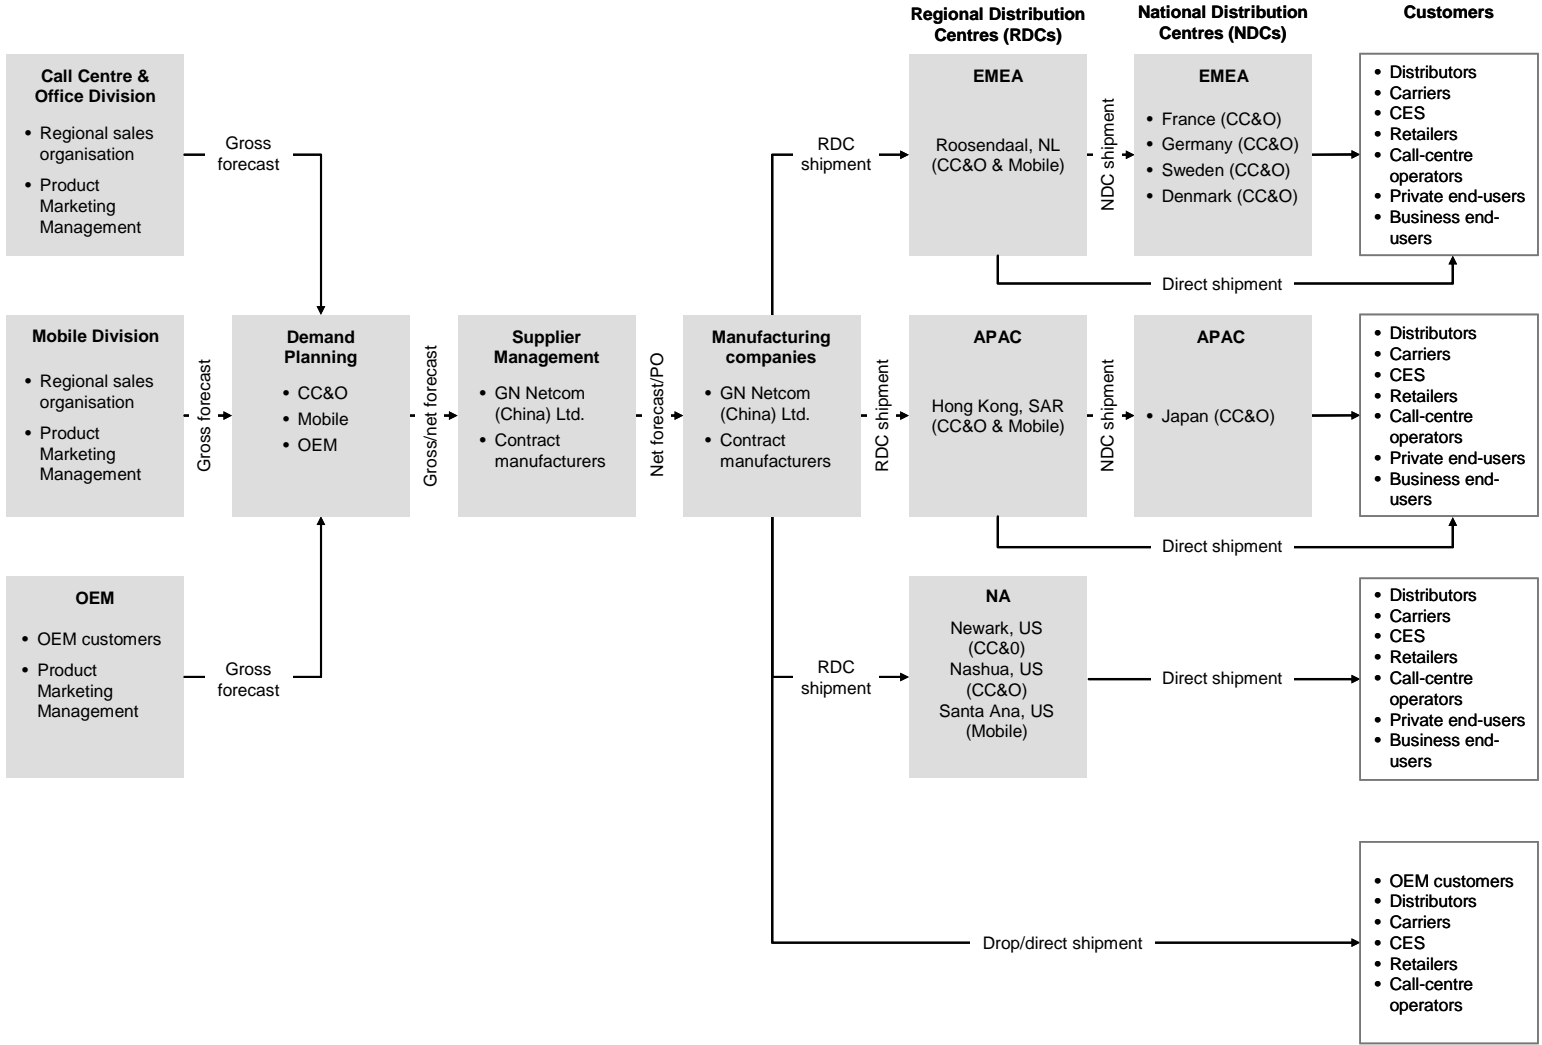 Regional Distribution
Centres (RDCs)
National Distribution
Centres (NDCs)
Customers
Call Centre &
Office Division
• Regional sales
organisation
• Product
Marketing
Management
Gross
forecast
RDC
shipment
EMEA
Roosendaal, NL
(CC&O & Mobile)
NDC shipment
EMEA
• France (CC&O)
• Germany (CC&O)
• Sweden (CC&O)
• Denmark (CC&O)
• Distributors
• Carriers
• CES
• Retailers
• Call-centre
operators
• Private end-users
• Business end-
users
Direct shipment
Mobile Division
• Regional sales
organisation
• Product
Marketing
Management
Gross forecast
Demand
Planning
• CC&O
• Mobile
• OEM
Gross/net forecast
Supplier
Management
• GN Netcom
(China) Ltd.
• Contract
manufacturers
Net forecast/PO
Manufacturing
companies
• GN Netcom
(China) Ltd.
• Contract
manufacturers
RDC shipment
APAC
Hong Kong, SAR
(CC&O & Mobile)
NDC shipment
APAC
• Japan (CC&O)
• Distributors
• Carriers
• CES
• Retailers
• Call-centre
operators
• Private end-users
• Business end-
users
Direct shipment
OEM
• OEM customers
• Product
Marketing
Management
Gross
forecast
RDC
shipment
NA
Newark, US
(CC&0)
Nashua, US
(CC&O)
Santa Ana, US
(Mobile)
Direct shipment
• Distributors
• Carriers
• CES
• Retailers
• Call-centre
operators
• Private end-users
• Business end-
users
Drop/direct shipment
• OEM customers
• Distributors
• Carriers
• CES
• Retailers
• Call-centre
operators